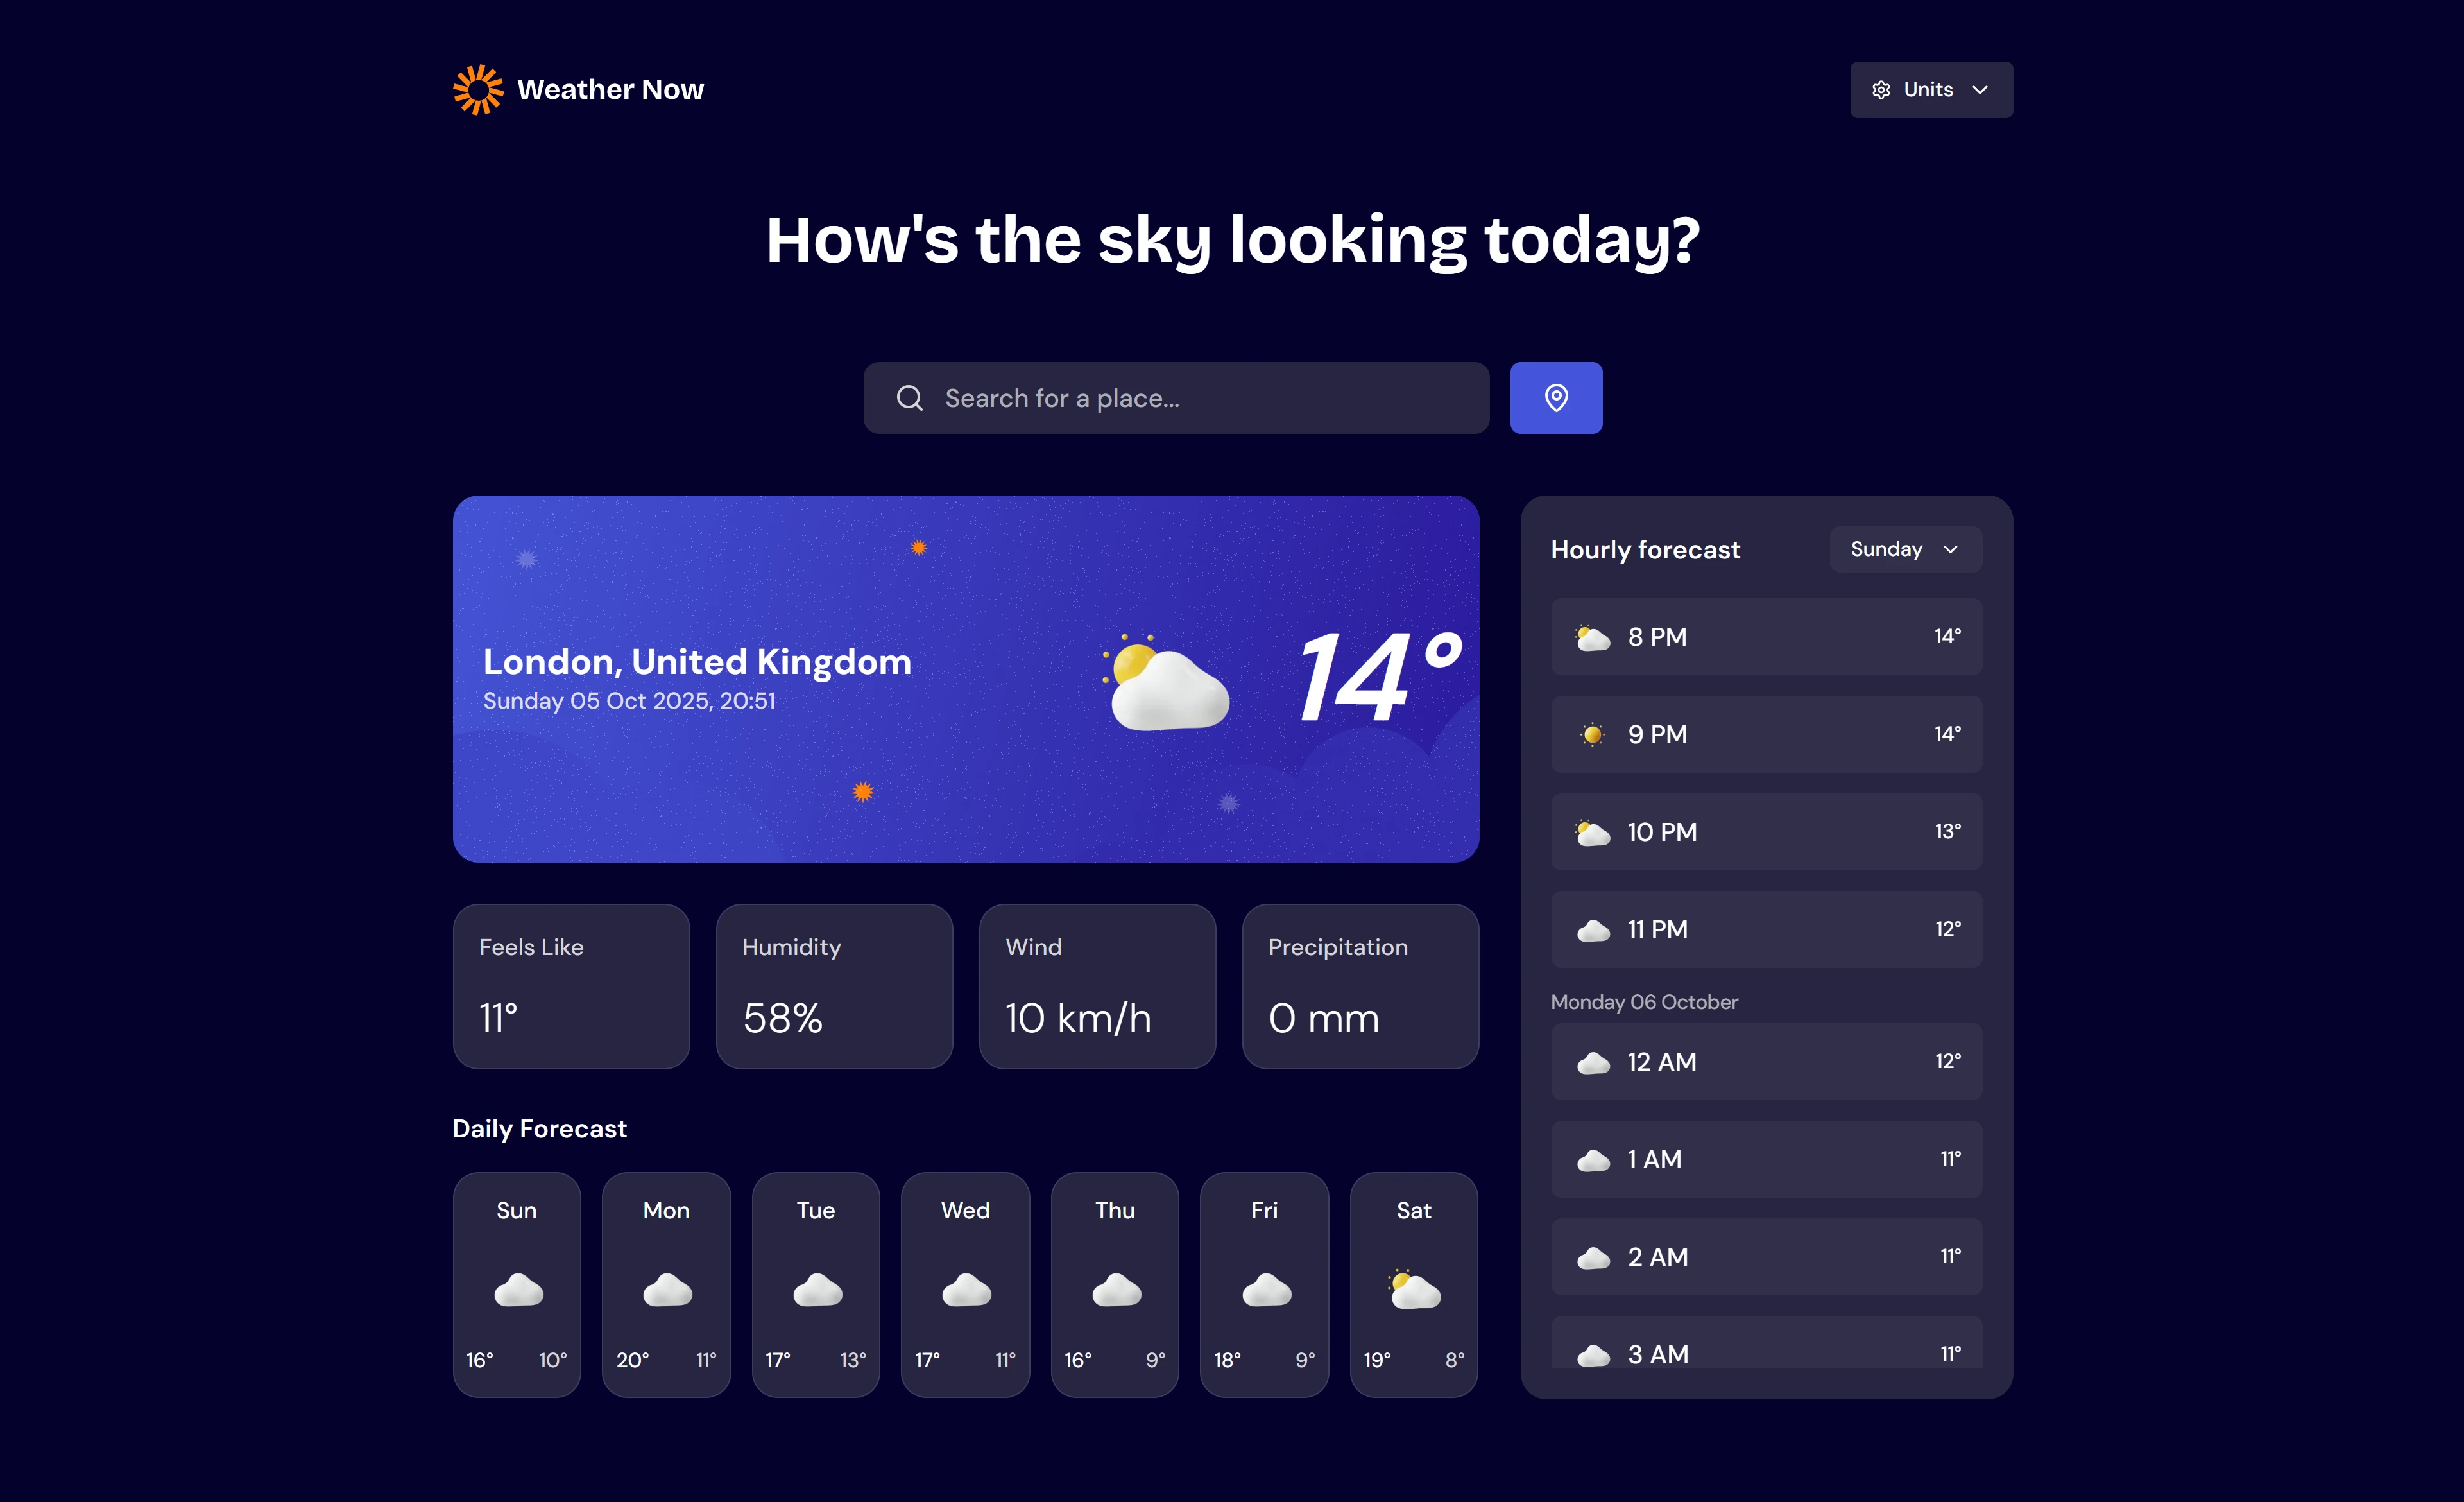 Weather Now
Units
How's the sky looking today?
Search for a place...
London, United Kingdom
Sunday 05 Oct 2025, 20:51
14°
Feels Like
11°
Humidity
58%
Wind
10 km/h
Precipitation
0 mm
Daily Forecast
Sun
16° 10°
Mon
20° 11°
Tue
17° 13°
Wed
17° 11°
Thu
16° 9°
Fri
18° 9°
Sat
19° 8°
Hourly forecast
Sunday
8 PM 14°
9 PM 14°
10 PM 13°
11 PM 12°
Monday 06 October
12 AM 12°
1 AM 11°
2 AM 11°
3 AM 11°